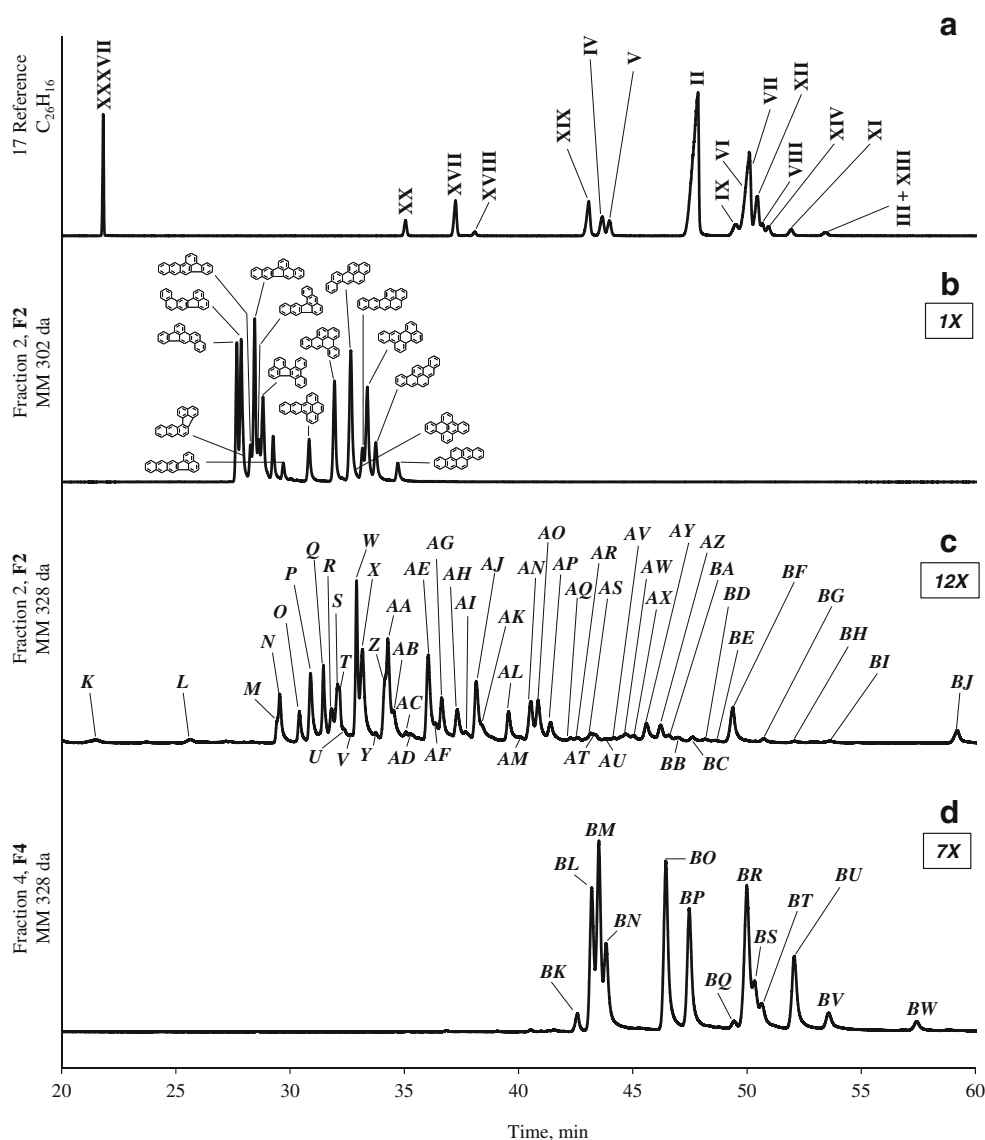 a
17 Reference
C26H16
XXXVII
XX
XVII
XVIII
XIX
IV
V
II
IX
VI
VII
XII
VIII
XIV
XI
III + XIII
b
1X
Fraction 2, F2
MM 302 da
c
12X
Fraction 2, F2
MM 328 da
K
L
M
N
O
P
Q
R
S
T
U
V
W
X
Y
Z
AA
AB
AC
AD
AE
AF
AG
AH
AI
AJ
AK
AL
AM
AN
AO
AP
AQ
AR
AS
AT
AU
AV
AW
AX
AY
AZ
BA
BB
BC
BD
BE
BF
BG
BH
BI
BJ
d
7X
Fraction 4, F4
MM 328 da
BK
BL
BM
BN
BO
BP
BQ
BR
BS
BT
BU
BV
BW
20 25 30 35 40 45 50 55 60
Time, min